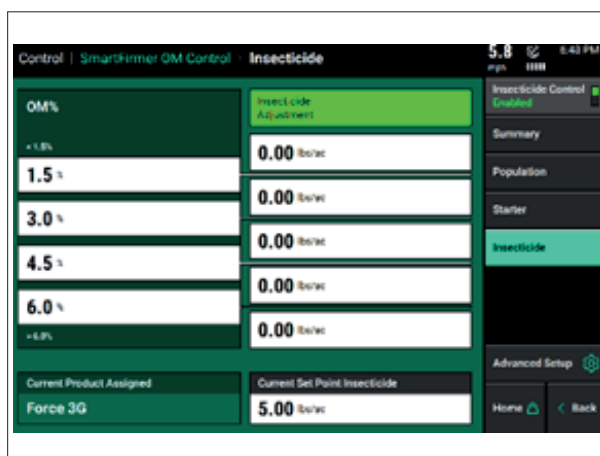 Control | SmartFirmer OM Control Insecticide
5.8 mph
6:43 PM
OM%
< 1.5%
1.5 %
3.0 %
4.5 %
6.0 %
> 6.0%
Insecticide
Adjustment
0.00 lbs/ac
0.00 lbs/ac
0.00 lbs/ac
0.00 lbs/ac
0.00 lbs/ac
Current Product Assigned
Force 3G
Current Set Point Insecticide
5.00 lbs/ac
Insecticide Control
Enabled
Summary
Population
Starter
Insecticide
Advanced Setup
Home
< Back